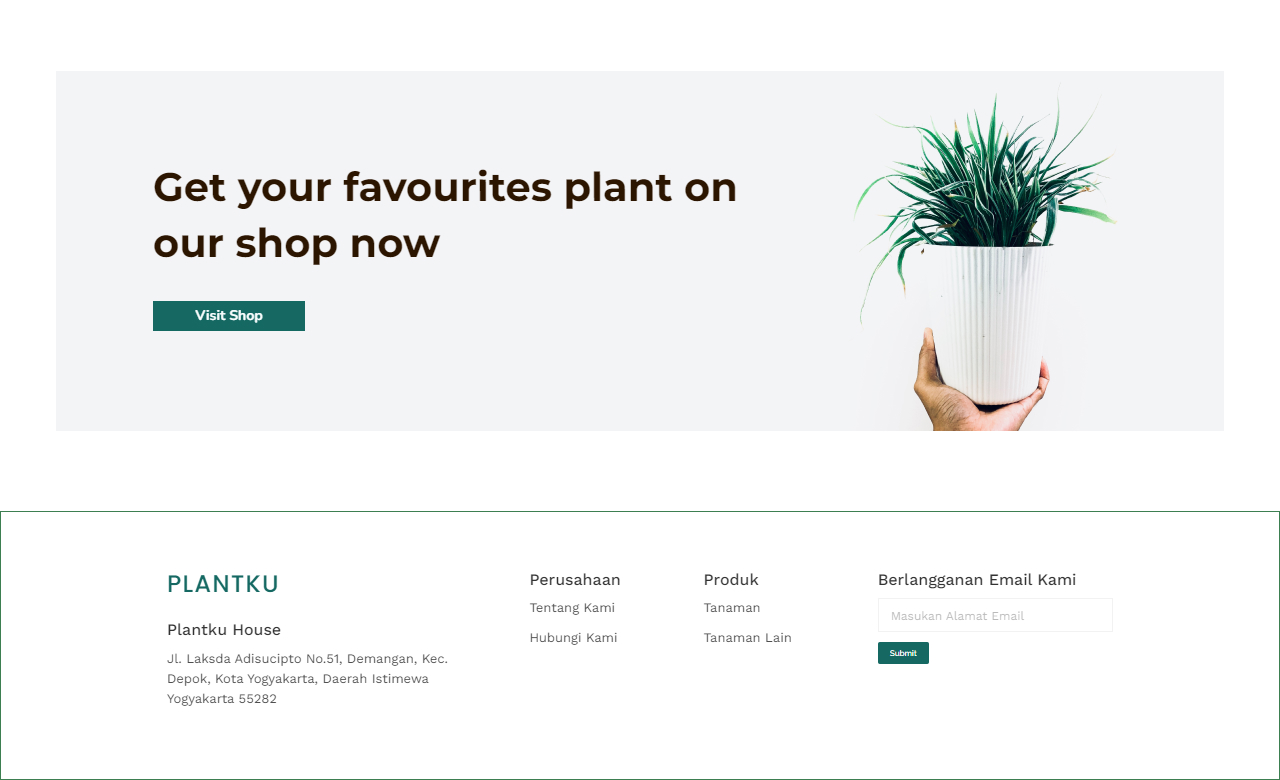 Get your favourites plant on
our shop now
Visit Shop
PLANTKU
Plantku House
Jl. Laksda Adisucipto No.51, Demangan, Kec.
Depok, Kota Yogyakarta, Daerah Istimewa
Yogyakarta 55282
Perusahaan
Tentang Kami
Hubungi Kami
Produk
Tanaman
Tanaman Lain
Berlangganan Email Kami
Masukan Alamat Email
Submit